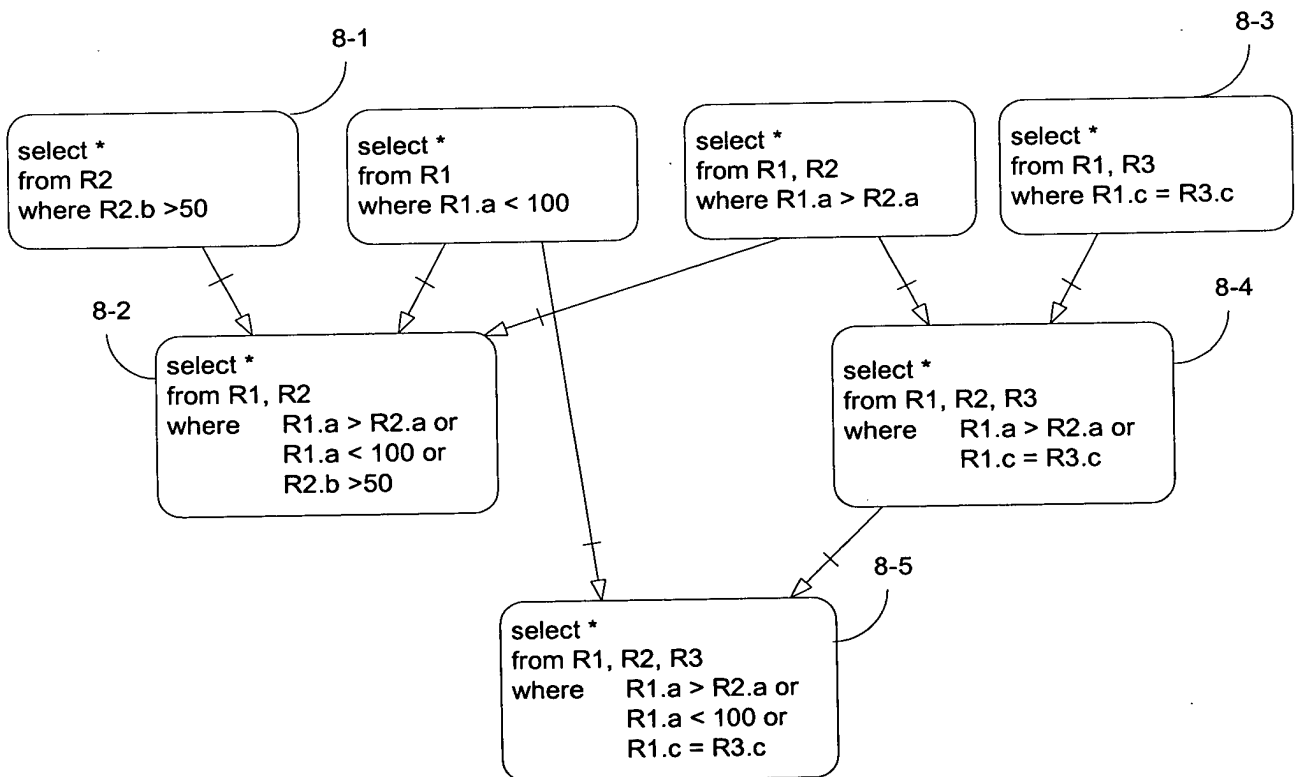 8-1
8-3
select *
from R2
where R2.b >50
select *
from R1
where R1.a < 100
select *
from R1, R2
where R1.a > R2.a
select *
from R1, R3
where R1.c = R3.c
8-2
8-4
select *
from R1, R2
where R1.a > R2.a or
R1.a < 100 or
R2.b >50
select *
from R1, R2, R3
where R1.a > R2.a or
R1.c = R3.c
8-5
select *
from R1, R2, R3
where R1.a > R2.a or
R1.a < 100 or
R1.c = R3.c